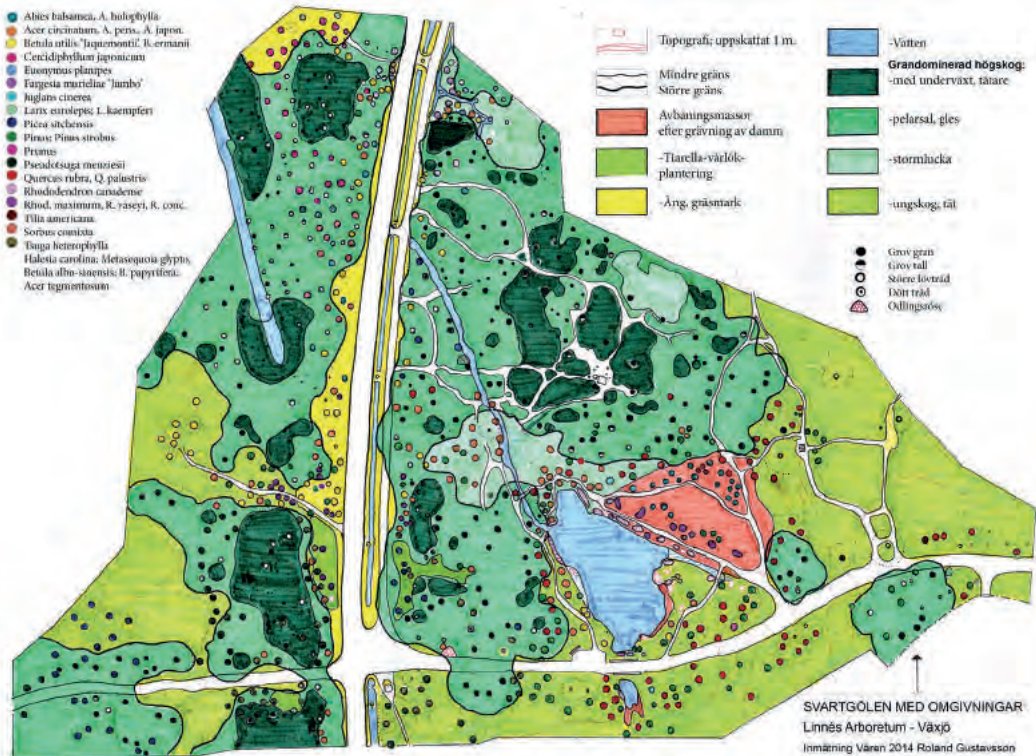 Abies balsamea, A. holophylla
Acer circinatum, A. pens., A. japon.
Betula utilis 'Jaquemontii', B. ermanii
Cercidiphyllum japonicum
Euonymus planipes
Fargesia murieliae 'Jumbo'
Juglans cinerea
Larix eurolepis; L. kaempferi
Picea sitchensis
Pinus; Pinus strobus
Prunus
Pseudotsuga menziesii
Quercus rubra, Q. palustris
Rhododendron canadense
Rhod. maximum, R. vaseyi, R. conc.
Tilia americana
Sorbus comixta
Tsuga heterophylla
Halesia carolina; Metasequoia glypto,
Betula albo-sinensis; B. papyrifera,
Acer tegmentosum
Topografi; uppskattat 1 m.
Mindre gräns
Större gräns
Avbaningsmassor
efter grävning av damm
-Tiarella-vårlök-
plantering
-Äng, gräsmark
-Vatten
Grandominerad högskog:
-med underväxt, tätare
-pelarsal, gles
-stormlucka
-ungskog, tät
Grov gran
Grov tall
Större lövträd
Dött träd
Odlingsröse
SVARTGÖLEN MED OMGIVNINGAR
Linnés Arboretum - Växjö
Inmätning Våren 2014 Roland Gustavsson